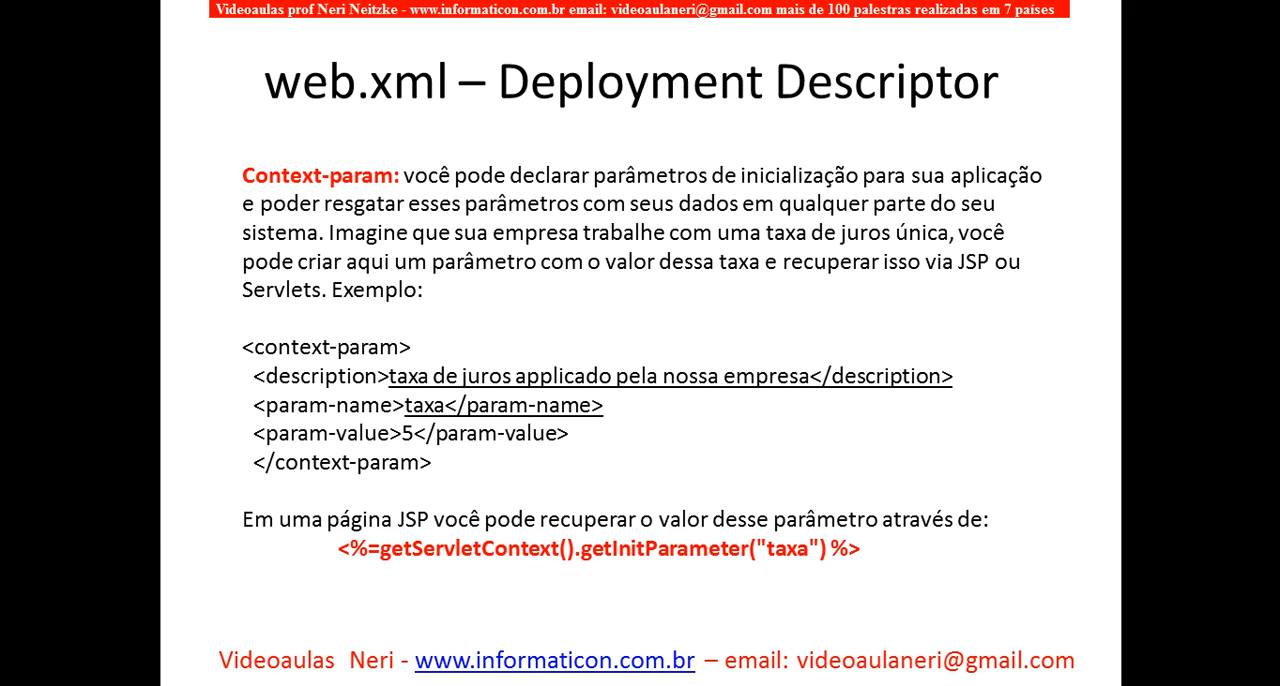 Videoaulas prof Neri Neitzke - www.informaticon.com.br email: videoaulaneri@gmail.com mais de 100 palestras realizadas em 7 países
web.xml – Deployment Descriptor
Context-param: você pode declarar parâmetros de inicialização para sua aplicação
e poder resgatar esses parâmetros com seus dados em qualquer parte do seu
sistema. Imagine que sua empresa trabalhe com uma taxa de juros única, você
pode criar aqui um parâmetro com o valor dessa taxa e recuperar isso via JSP ou
Servlets. Exemplo:
<context-param>
<description>taxa de juros applicado pela nossa empresa</description>
<param-name>taxa</param-name>
<param-value>5</param-value>
</context-param>
Em uma página JSP você pode recuperar o valor desse parâmetro através de:
<%=getServletContext().getInitParameter("taxa") %>
Videoaulas Neri - www.informaticon.com.br – email: videoaulaneri@gmail.com